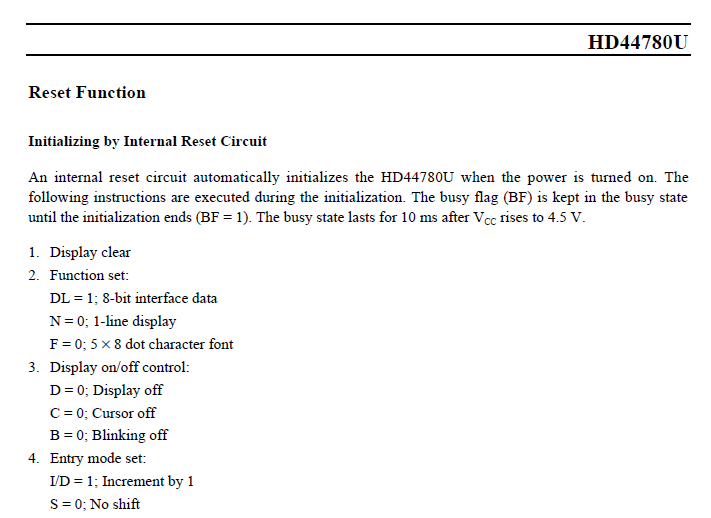 HD44780U
Reset Function
Initializing by Internal Reset Circuit
An internal reset circuit automatically initializes the HD44780U when the power is turned on. The
following instructions are executed during the initialization. The busy flag (BF) is kept in the busy state
until the initialization ends (BF = 1). The busy state lasts for 10 ms after VCC rises to 4.5 V.
1. Display clear
2. Function set:
DL = 1; 8-bit interface data
N = 0; 1-line display
F = 0; 5 × 8 dot character font
3. Display on/off control:
D = 0; Display off
C = 0; Cursor off
B = 0; Blinking off
4. Entry mode set:
I/D = 1; Increment by 1
S = 0; No shift